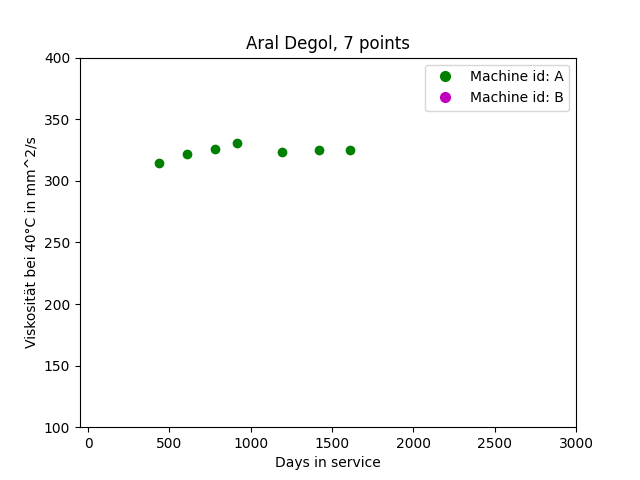 Aral Degol, 7 points
Machine id: A
Machine id: B
Viskosität bei 40°C in mm^2/s
400
350
300
250
200
150
100
0 500 1000 1500 2000 2500 3000
Days in service